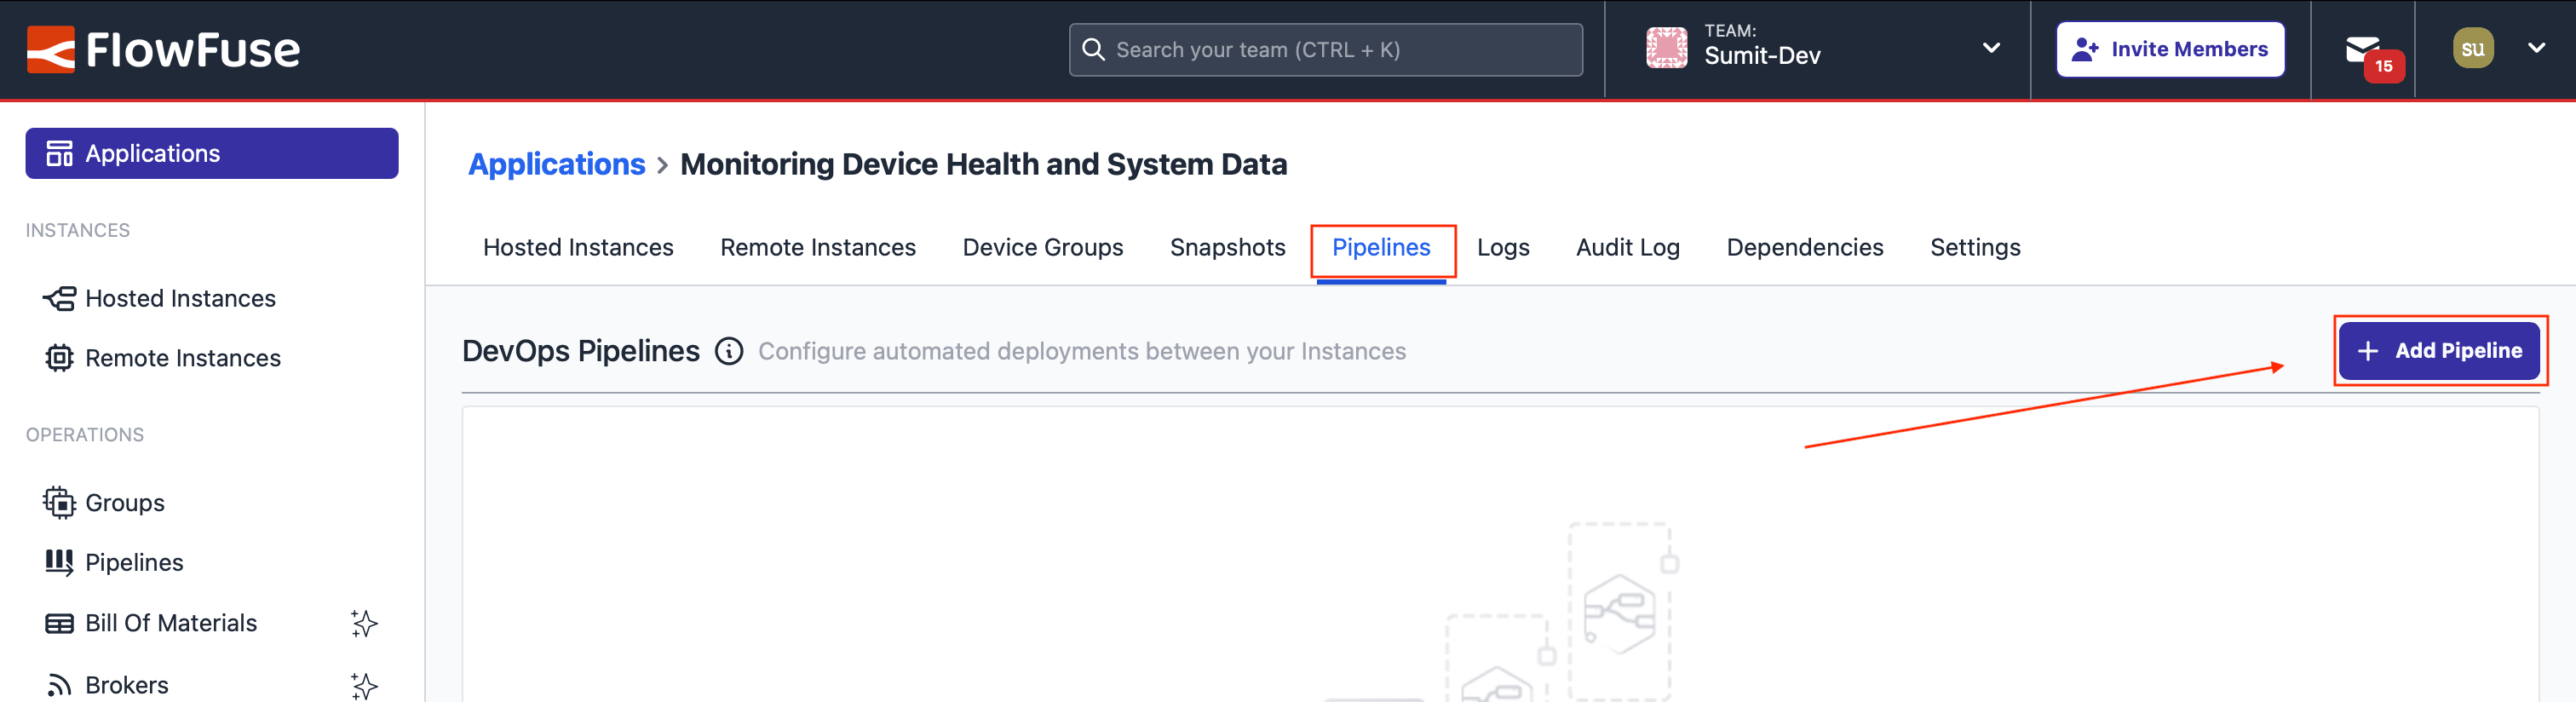 FlowFuse
Search your team (CTRL + K)
TEAM:
Sumit-Dev
Invite Members
15
su
Applications
INSTANCES
Hosted Instances
Remote Instances
OPERATIONS
Groups
Pipelines
Bill Of Materials
Brokers
Applications > Monitoring Device Health and System Data
Hosted Instances Remote Instances Device Groups Snapshots Pipelines Logs Audit Log Dependencies Settings
DevOps Pipelines Configure automated deployments between your Instances
+ Add Pipeline